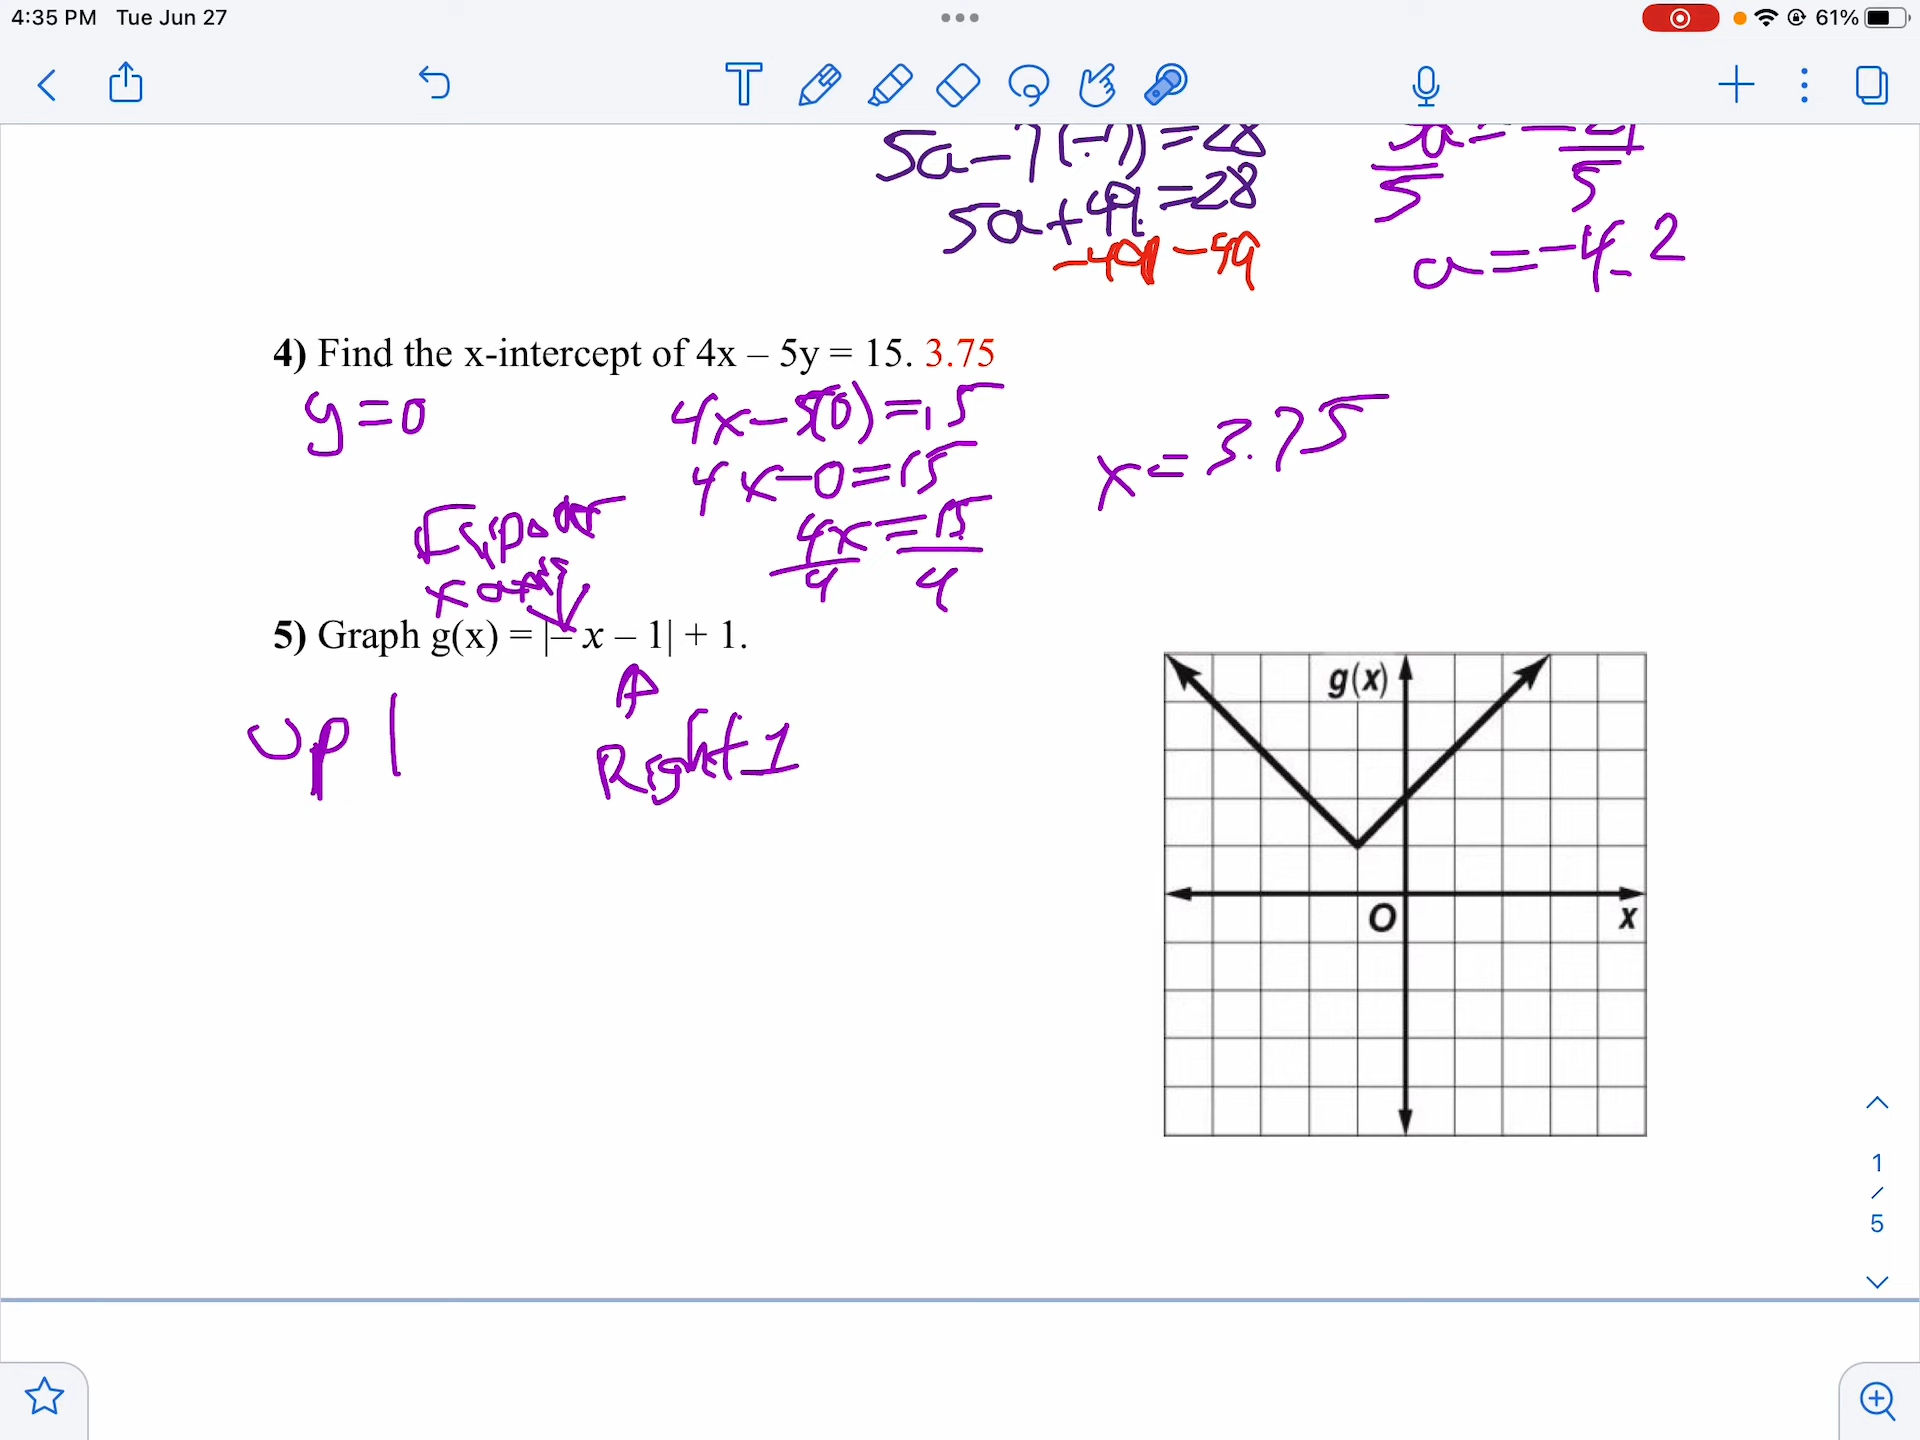 4:35 PM Tue Jun 27
61%
5a-7(-7)=28
5a+49=28
-49 -49
5 5
a=-4.2
4) Find the x-intercept of 4x – 5y = 15. 3.75
y=0
4x-5(0)=15
4x-0=15
4x=15
4 4
x=3.75
x axis
5) Graph g(x) = |– x – 1| + 1.
up 1
Right 1
g(x)
O
x
1
/
5